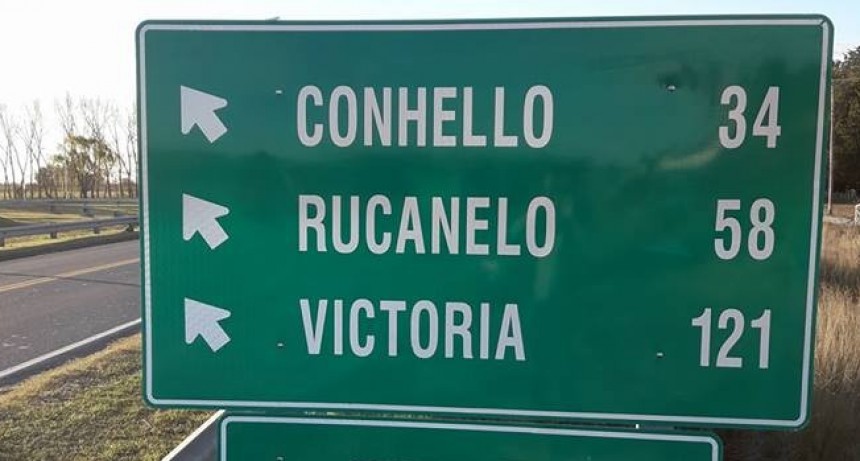 CONHELLO 34
RUCANELO 58
VICTORIA 121